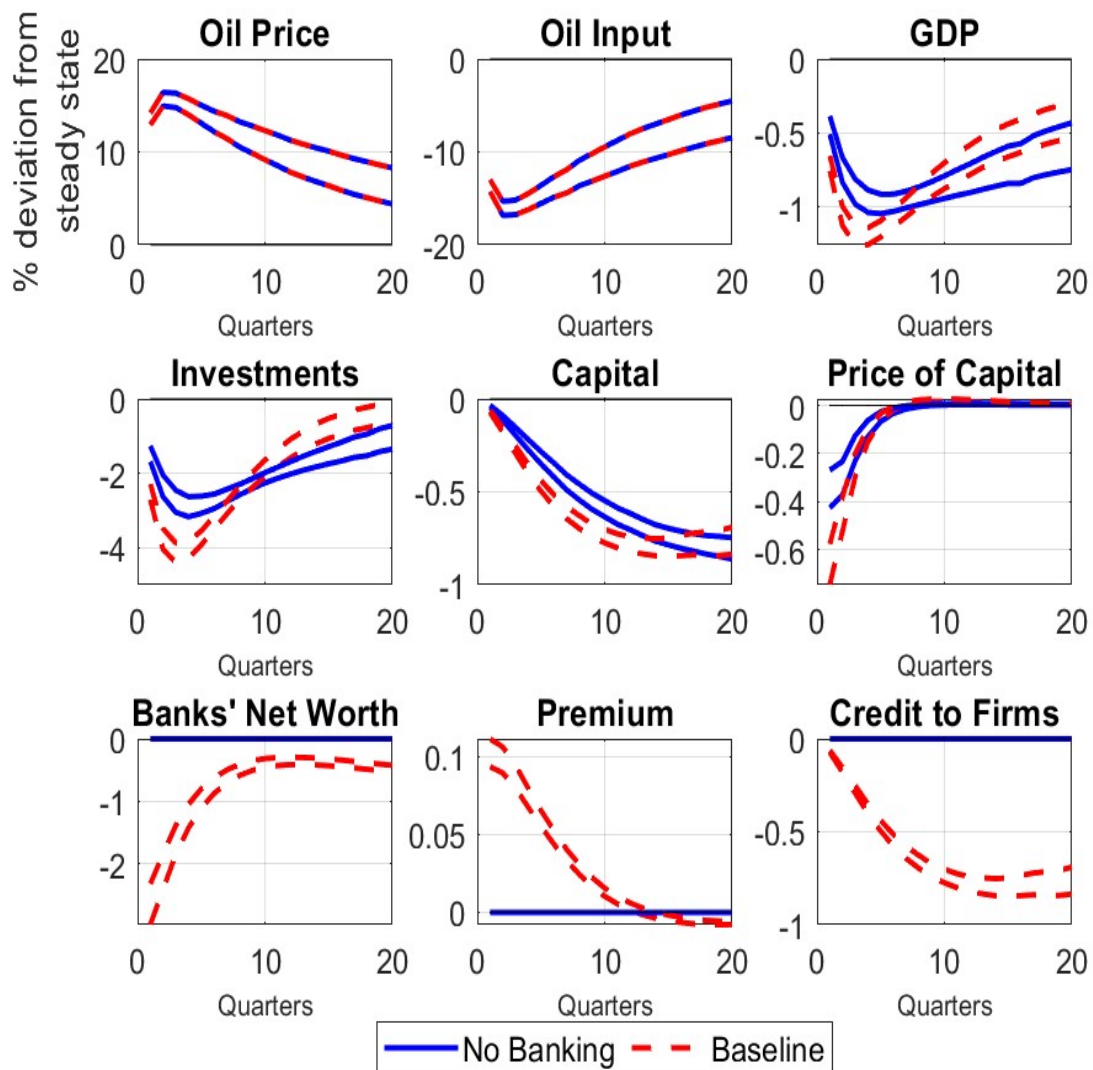 % deviation from
steady state
Oil Price
20
10
0
0 10 20
Quarters
Oil Input
0
-10
-20
0 10 20
Quarters
GDP
0
-0.5
-1
0 10 20
Quarters
Investments
0
-2
-4
0 10 20
Quarters
Capital
0
-0.5
-1
0 10 20
Quarters
Price of Capital
0
-0.2
-0.4
-0.6
0 10 20
Quarters
Banks' Net Worth
0
-1
-2
0 10 20
Quarters
Premium
0.1
0.05
0
0 10 20
Quarters
Credit to Firms
0
-0.5
-1
0 10 20
Quarters
No Banking Baseline